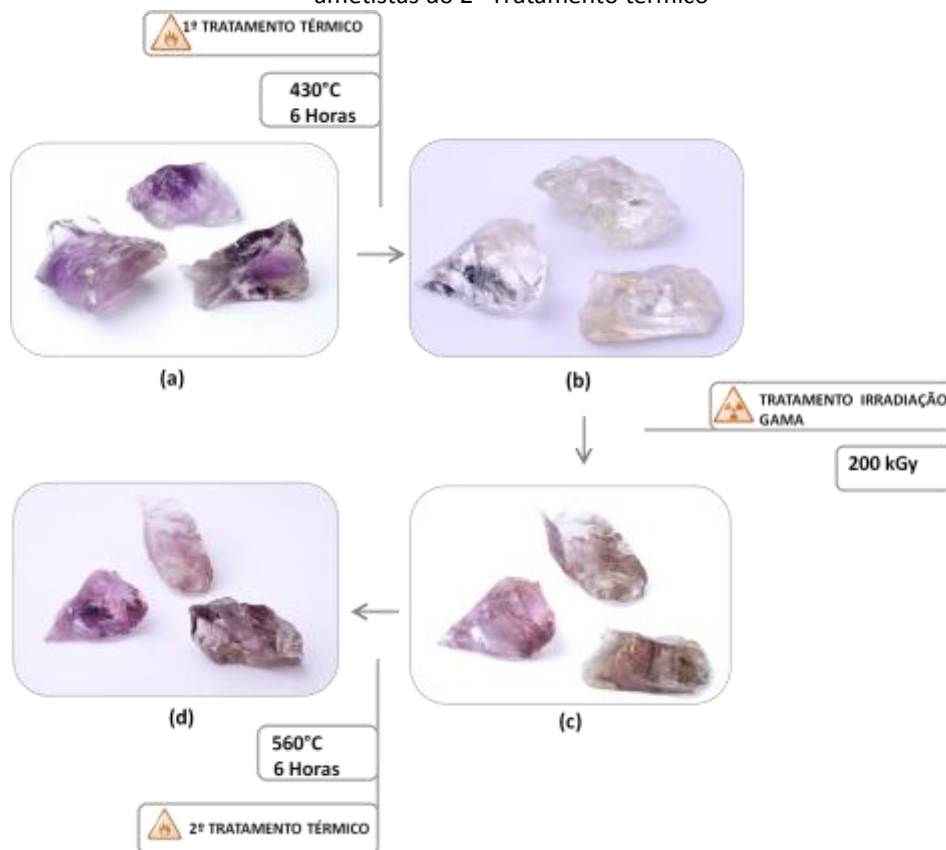 ametistas ao 2º Tratamento térmico
1º TRATAMENTO TÉRMICO
430°C
6 Horas
(a)
(b)
TRATAMENTO IRRADIAÇÃO
GAMA
200 kGy
(d)
(c)
560°C
6 Horas
2º TRATAMENTO TÉRMICO